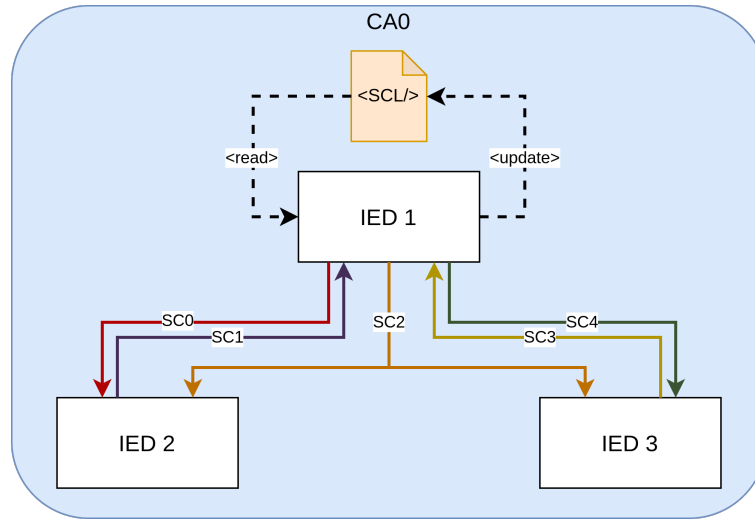 CA0
<SCL/>
<read>
<update>
IED 1
SC0
SC1
SC2
SC4
SC3
IED 2
IED 3